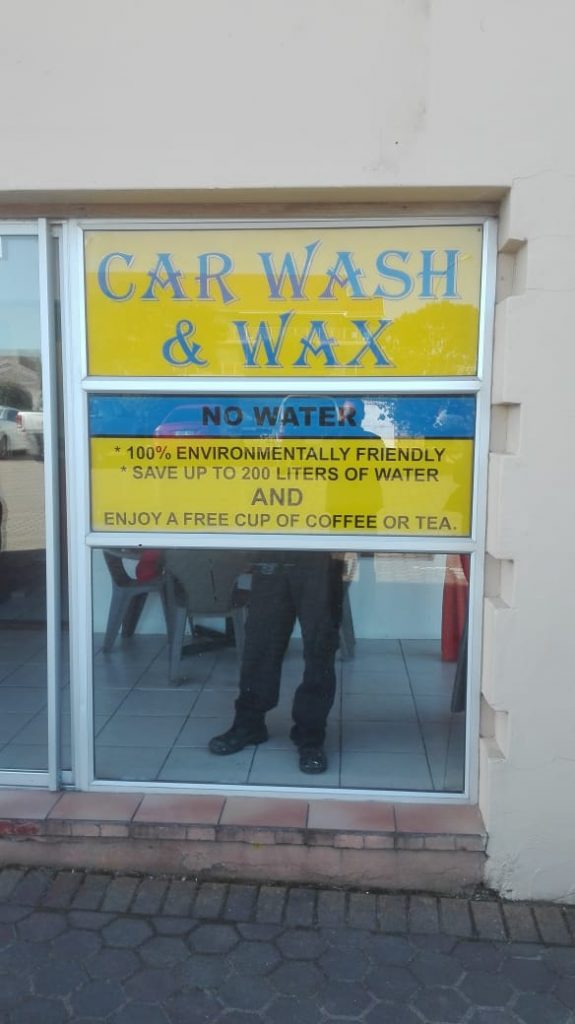 CAR WASH
& WAX
NO WATER
* 100% ENVIRONMENTALLY FRIENDLY
* SAVE UP TO 200 LITERS OF WATER
AND
ENJOY A FREE CUP OF COFFEE OR TEA.